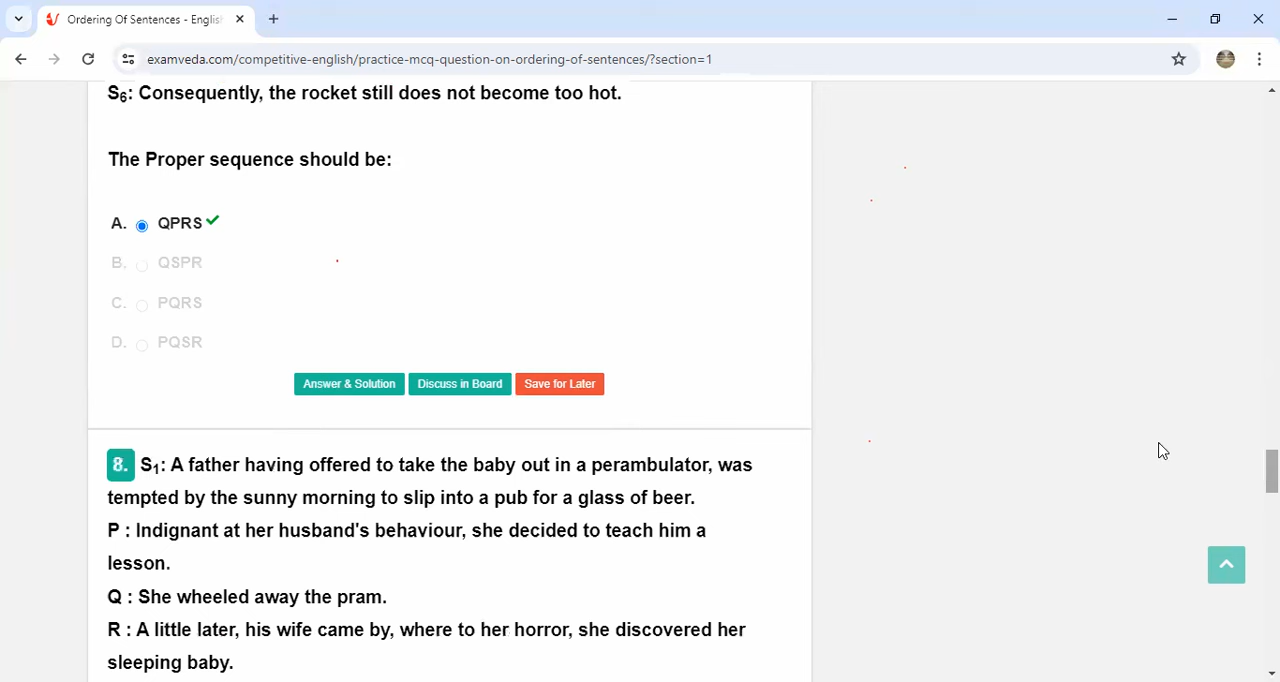 Ordering Of Sentences - Englis
examveda.com/competitive-english/practice-mcq-question-on-ordering-of-sentences/?section=1
S6: Consequently, the rocket still does not become too hot.
The Proper sequence should be:
A. QPRS
B. QSPR
C. PQRS
D. PQSR
Answer & Solution Discuss in Board Save for Later
8. S1: A father having offered to take the baby out in a perambulator, was
tempted by the sunny morning to slip into a pub for a glass of beer.
P : Indignant at her husband's behaviour, she decided to teach him a
lesson.
Q : She wheeled away the pram.
R : A little later, his wife came by, where to her horror, she discovered her
sleeping baby.